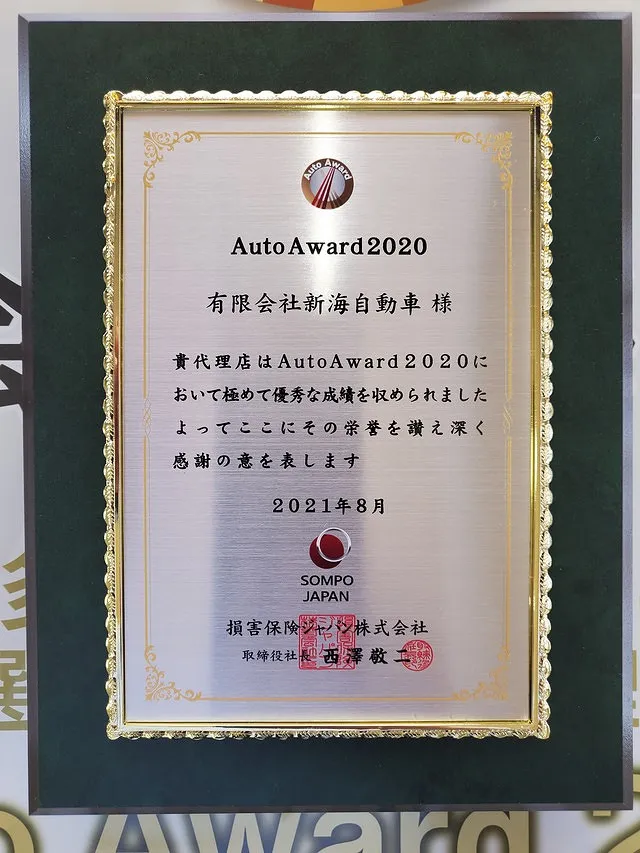 Auto Award
Auto Award 2020
有限会社新海自動車 様
貴代理店はAutoAward2020に
おいて極めて優秀な成績を収められました
よってここにその栄誉を讃え深く
感謝の意を表します
2021年8月
SOMPO
JAPAN
損害保険ジャパン株式会社
取締役社長 西澤敬二
Award 2